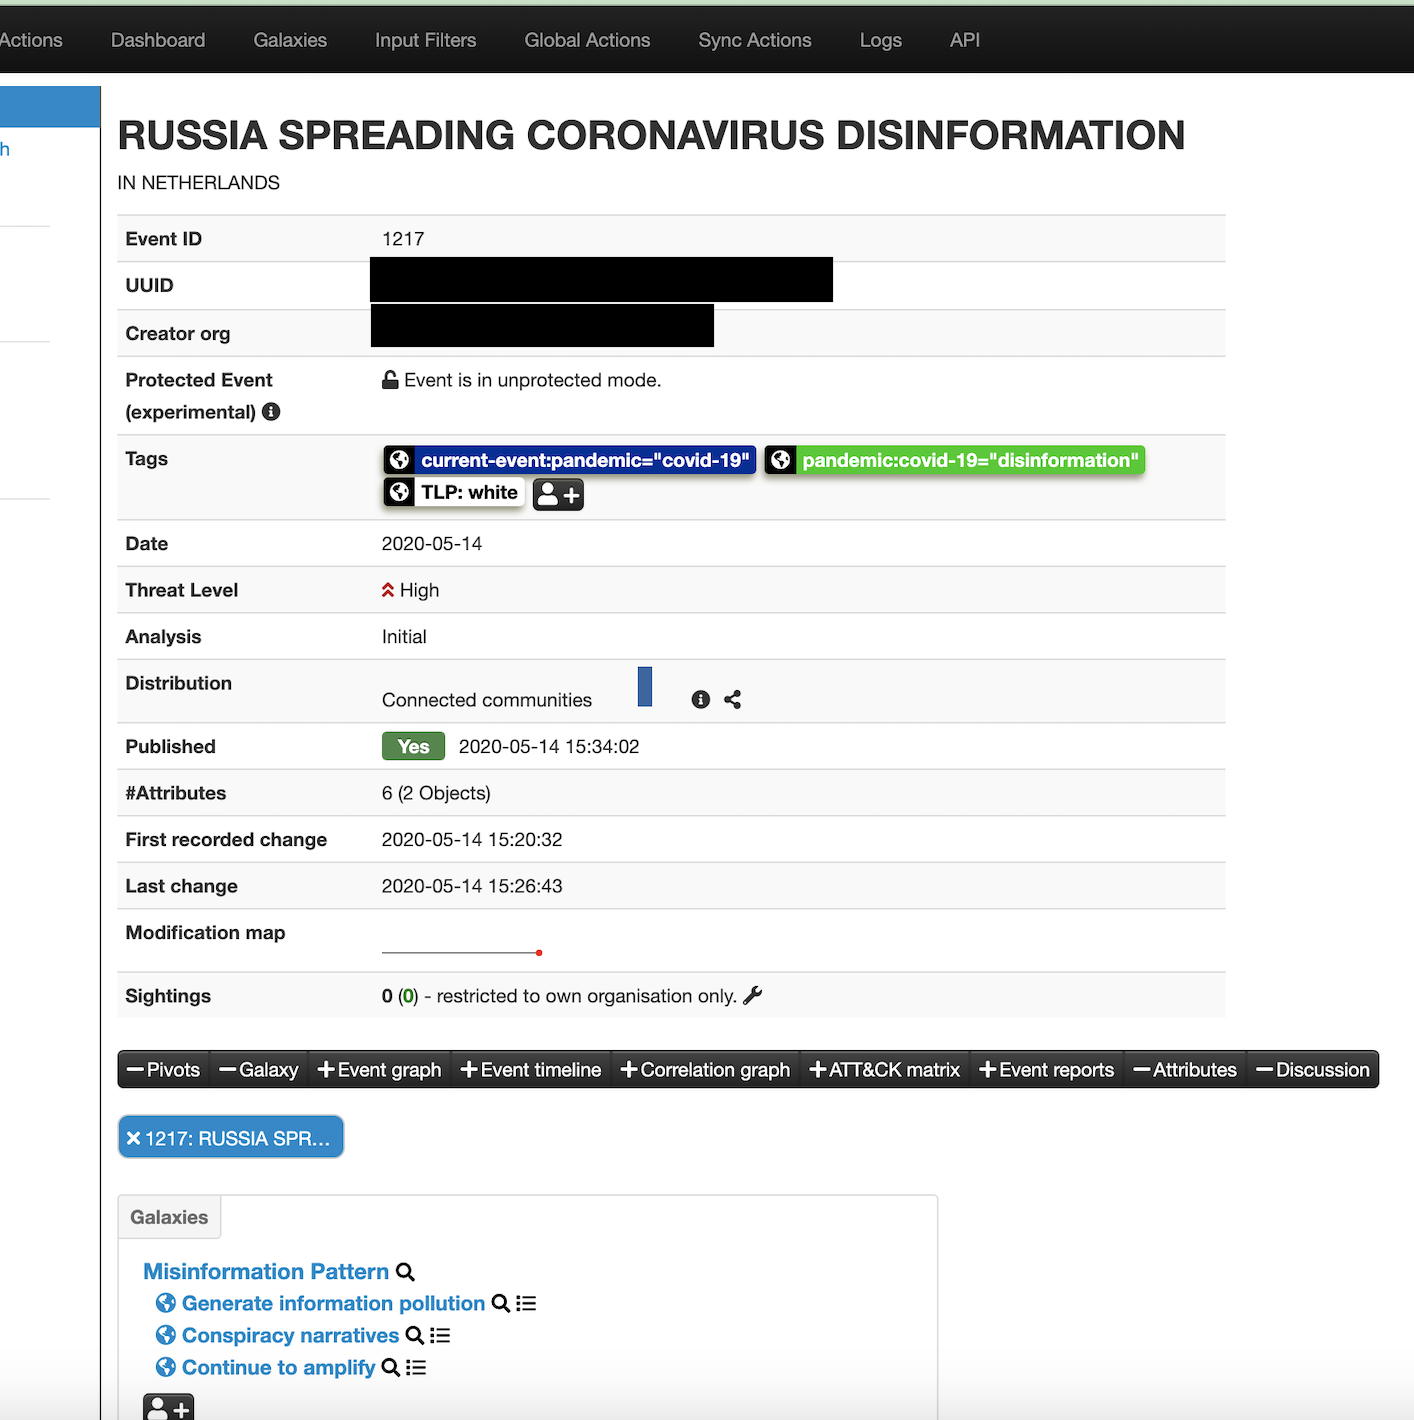 Actions Dashboard Galaxies Input Filters Global Actions Sync Actions Logs API
h
RUSSIA SPREADING CORONAVIRUS DISINFORMATION
IN NETHERLANDS
Event ID 1217
UUID
Creator org
Protected Event Event is in unprotected mode.
(experimental)
Tags current-event:pandemic="covid-19" pandemic:covid-19="disinformation"
TLP: white
Date 2020-05-14
Threat Level High
Analysis Initial
Distribution Connected communities
Published Yes 2020-05-14 15:34:02
#Attributes 6 (2 Objects)
First recorded change 2020-05-14 15:20:32
Last change 2020-05-14 15:26:43
Modification map
Sightings 0 (0) - restricted to own organisation only.
Pivots Galaxy Event graph Event timeline Correlation graph ATT&CK matrix Event reports Attributes Discussion
1217: RUSSIA SPR...
Galaxies
Misinformation Pattern
Generate information pollution
Conspiracy narratives
Continue to amplify